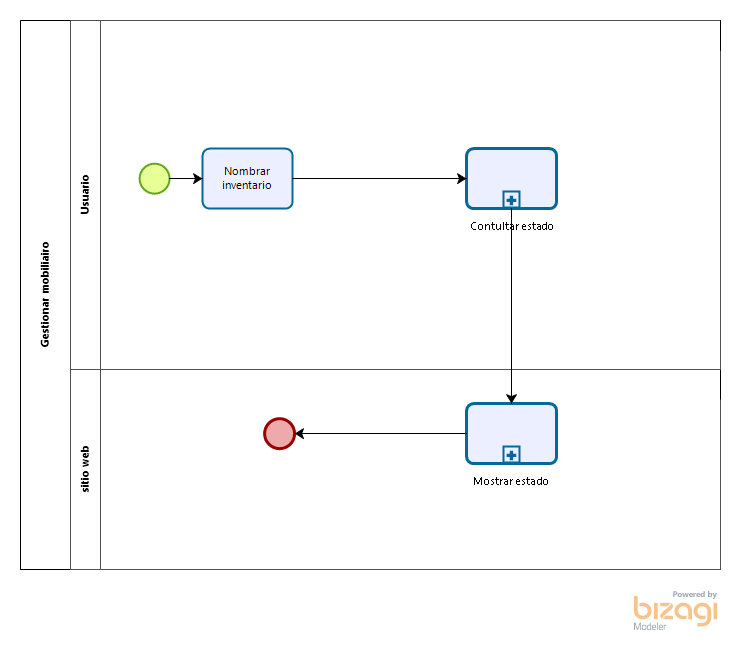 Gestionar mobiliairo
Usuario
Nombrar
inventario
Contultar estado
sitio web
Mostrar estado
Powered by
bizagi
Modeler